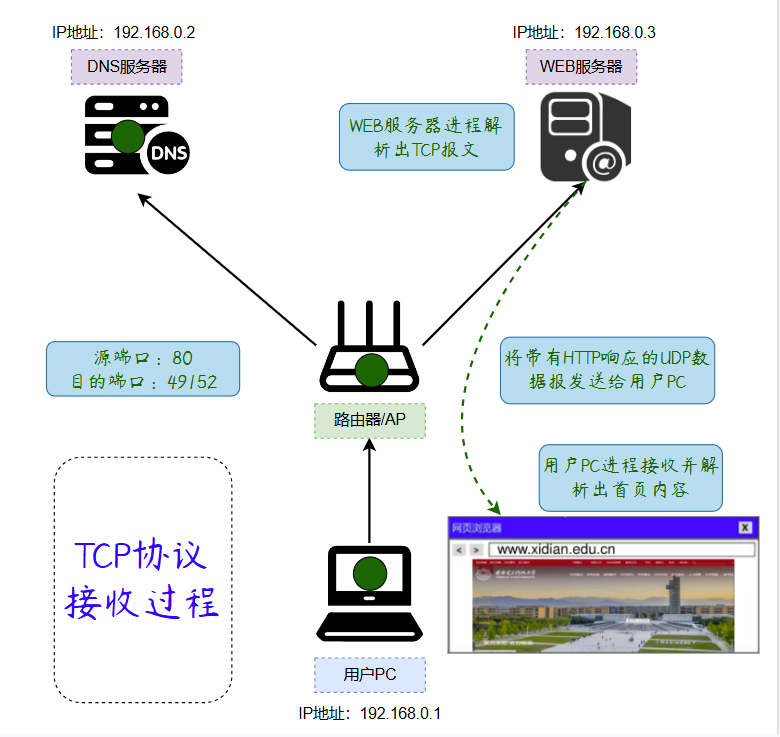 IP地址：192.168.0.2
IP地址：192.168.0.3
DNS服务器
WEB服务器
DNS
@
WEB服务器进程解
析出TCP报文
源端口：80
目的端口：49152
将带有HTTP响应的UDP数
据报发送给用户PC
路由器/AP
用户PC进程接收并解
析出首页内容
网页浏览器
X
< >
www.xidian.edu.cn
TCP协议
接收过程
用户PC
IP地址：192.168.0.1